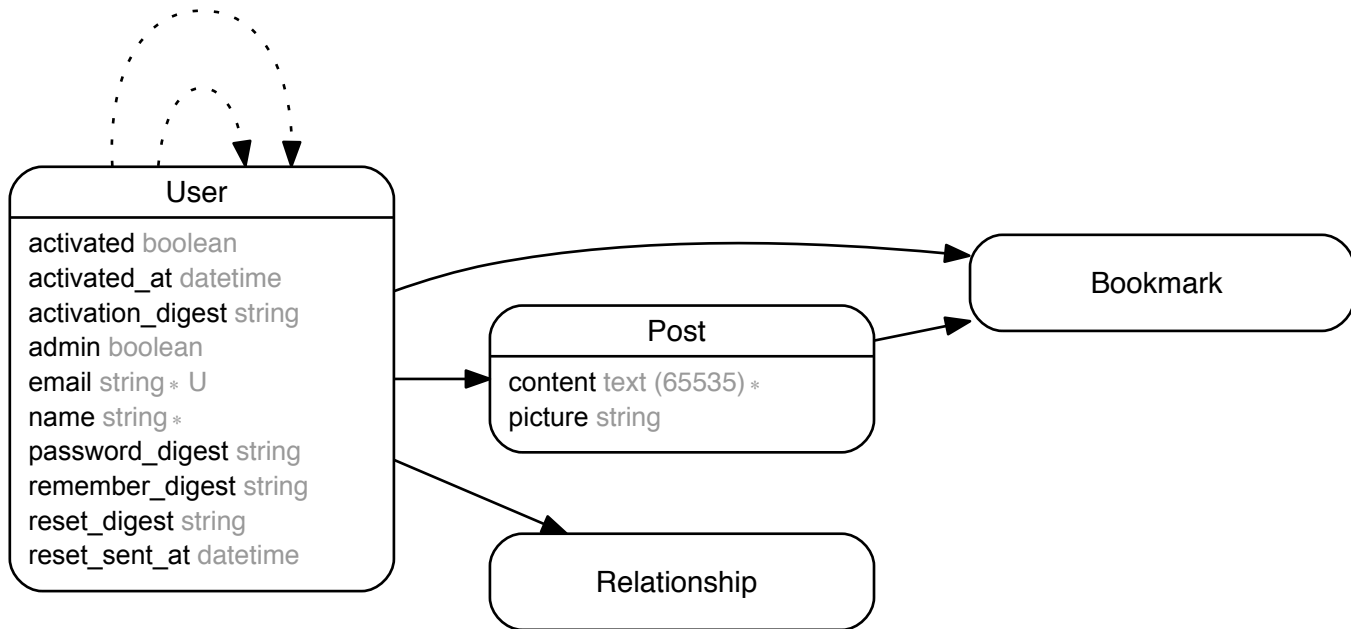 User
activated boolean
activated_at datetime
activation_digest string
admin boolean
email string * U
name string *
password_digest string
remember_digest string
reset_digest string
reset_sent_at datetime
Post
content text (65535) *
picture string
Relationship
Bookmark